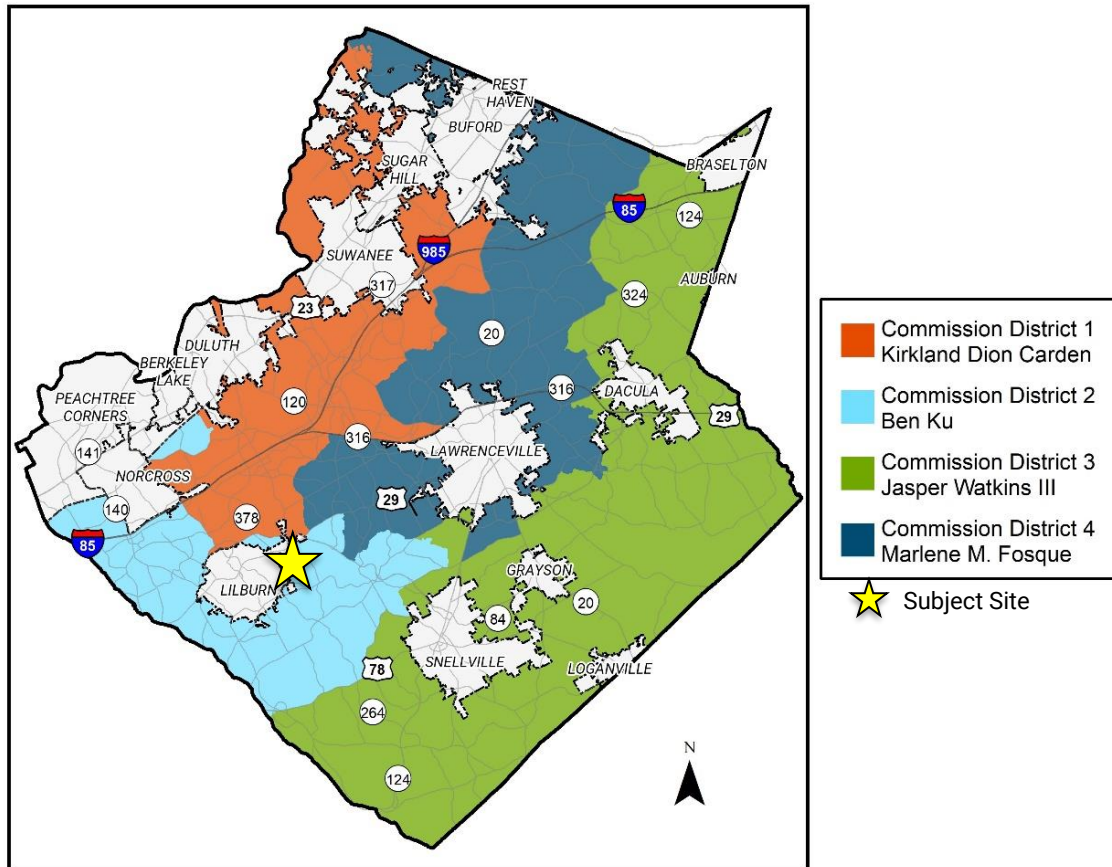 REST
HAVEN
BUFORD
SUGAR
HILL
BRASELTON
85
124
985
SUWANEE
AUBURN
317
324
23
20
DULUTH
BERKELEY
LAKE
PEACHTREE
CORNERS
120
316
DACULA
29
316
141
LAWRENCEVILLE
NORCROSS
29
140
378
85
LILBURN
GRAYSON
20
84
SNELLVILLE
78
LOGANVILLE
264
124
N
Commission District 1
Kirkland Dion Carden
Commission District 2
Ben Ku
Commission District 3
Jasper Watkins III
Commission District 4
Marlene M. Fosque
Subject Site